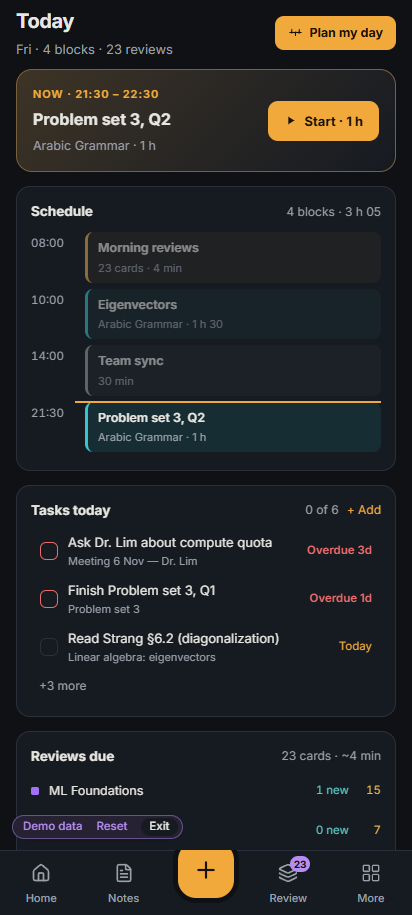 Today
Fri · 4 blocks · 23 reviews
Plan my day
NOW · 21:30 – 22:30
Problem set 3, Q2
Arabic Grammar · 1 h
Start · 1 h
Schedule
4 blocks · 3 h 05
08:00
Morning reviews
23 cards · 4 min
10:00
Eigenvectors
Arabic Grammar · 1 h 30
14:00
Team sync
30 min
21:30
Problem set 3, Q2
Arabic Grammar · 1 h
Tasks today
0 of 6 + Add
Ask Dr. Lim about compute quota
Meeting 6 Nov — Dr. Lim
Overdue 3d
Finish Problem set 3, Q1
Problem set 3
Overdue 1d
Read Strang §6.2 (diagonalization)
Linear algebra: eigenvectors
Today
+3 more
Reviews due
23 cards · ~4 min
ML Foundations
1 new 15
Demo data Reset Exit
0 new 7
23
Home
Notes
+
Review
More